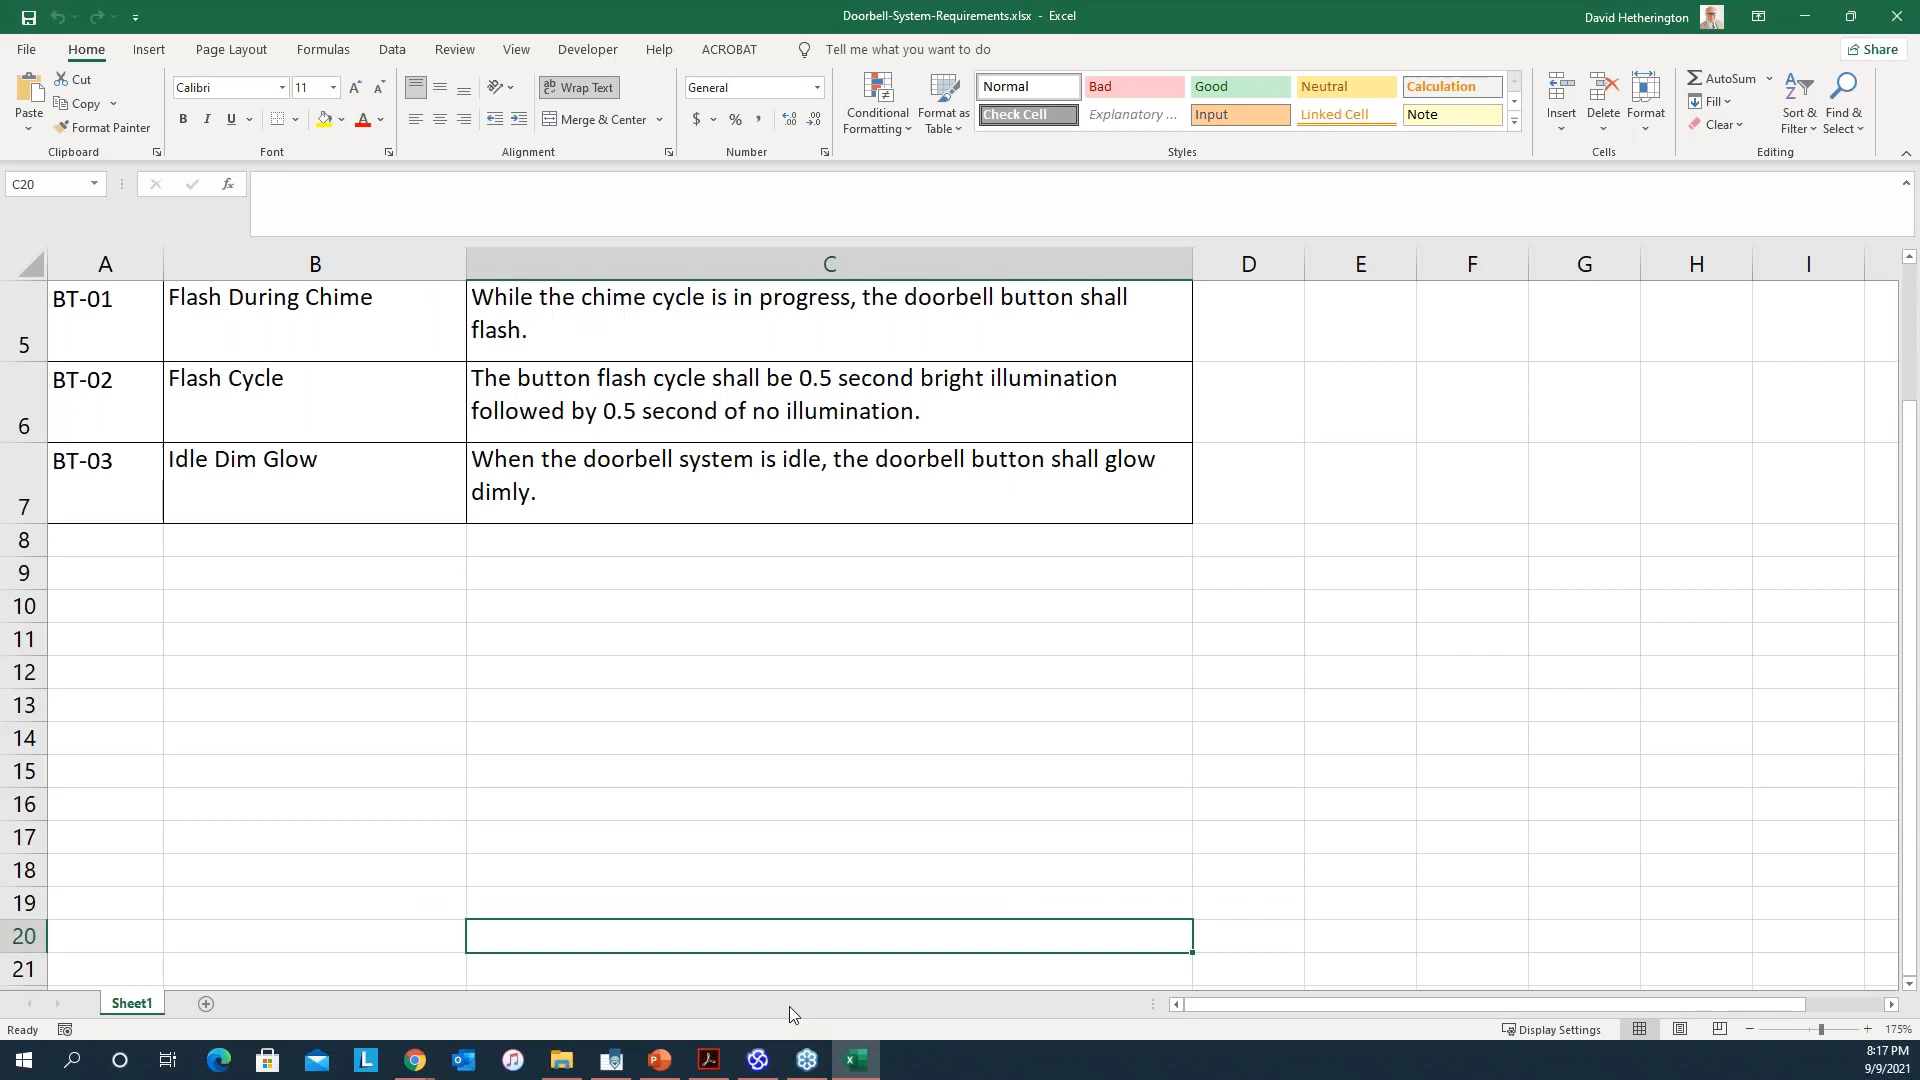 Doorbell-System-Requirements.xlsx - Excel
David Hetherington
File Home Insert Page Layout Formulas Data Review View Developer Help ACROBAT Tell me what you want to do Share
Paste
Cut
Copy
Format Painter
Clipboard
Calibri 11
B I U
Font
ab Wrap Text
Merge & Center
Alignment
General
$ % ,
Number
Conditional Formatting
Format as Table
Normal Bad Good Neutral Calculation
Check Cell Explanatory ... Input Linked Cell Note
Styles
Insert Delete Format
Cells
AutoSum
Fill
Clear
Sort & Filter
Find & Select
Editing
C20 fx
A B C D E F G H I
5 BT-01 Flash During Chime While the chime cycle is in progress, the doorbell button shall
flash.
6 BT-02 Flash Cycle The button flash cycle shall be 0.5 second bright illumination
followed by 0.5 second of no illumination.
7 BT-03 Idle Dim Glow When the doorbell system is idle, the doorbell button shall glow
dimly.
8
9
10
11
12
13
14
15
16
17
18
19
20
21
Sheet1
Ready Display Settings 175%
8:17 PM
9/9/2021